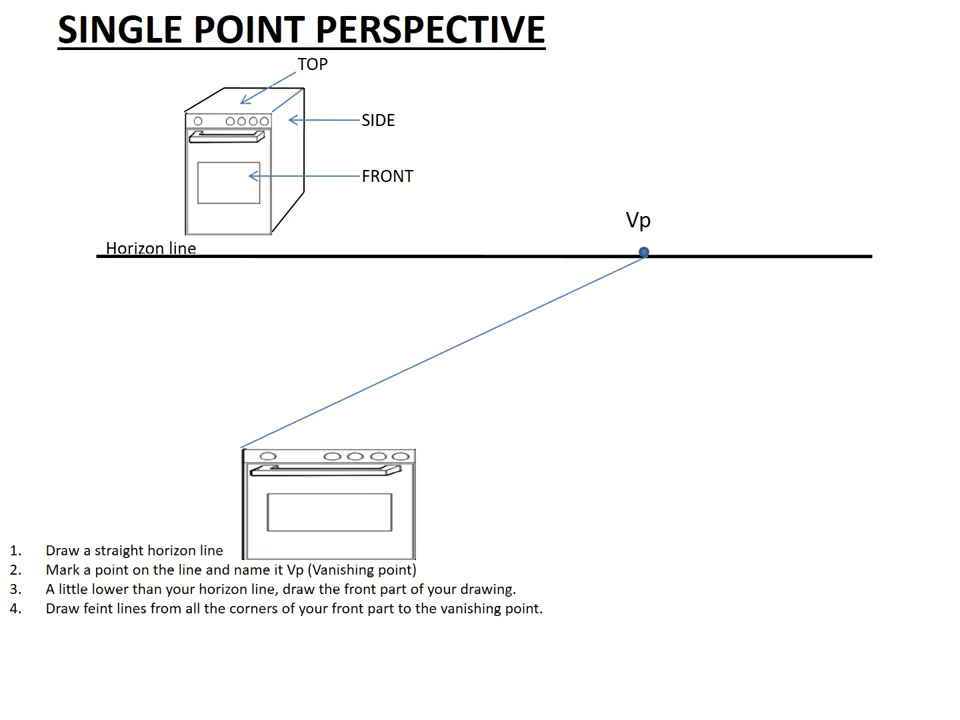 SINGLE POINT PERSPECTIVE
TOP
SIDE
FRONT
Vp
Horizon line
1. Draw a straight horizon line
2. Mark a point on the line and name it Vp (Vanishing point)
3. A little lower than your horizon line, draw the front part of your drawing.
4. Draw feint lines from all the corners of your front part to the vanishing point.